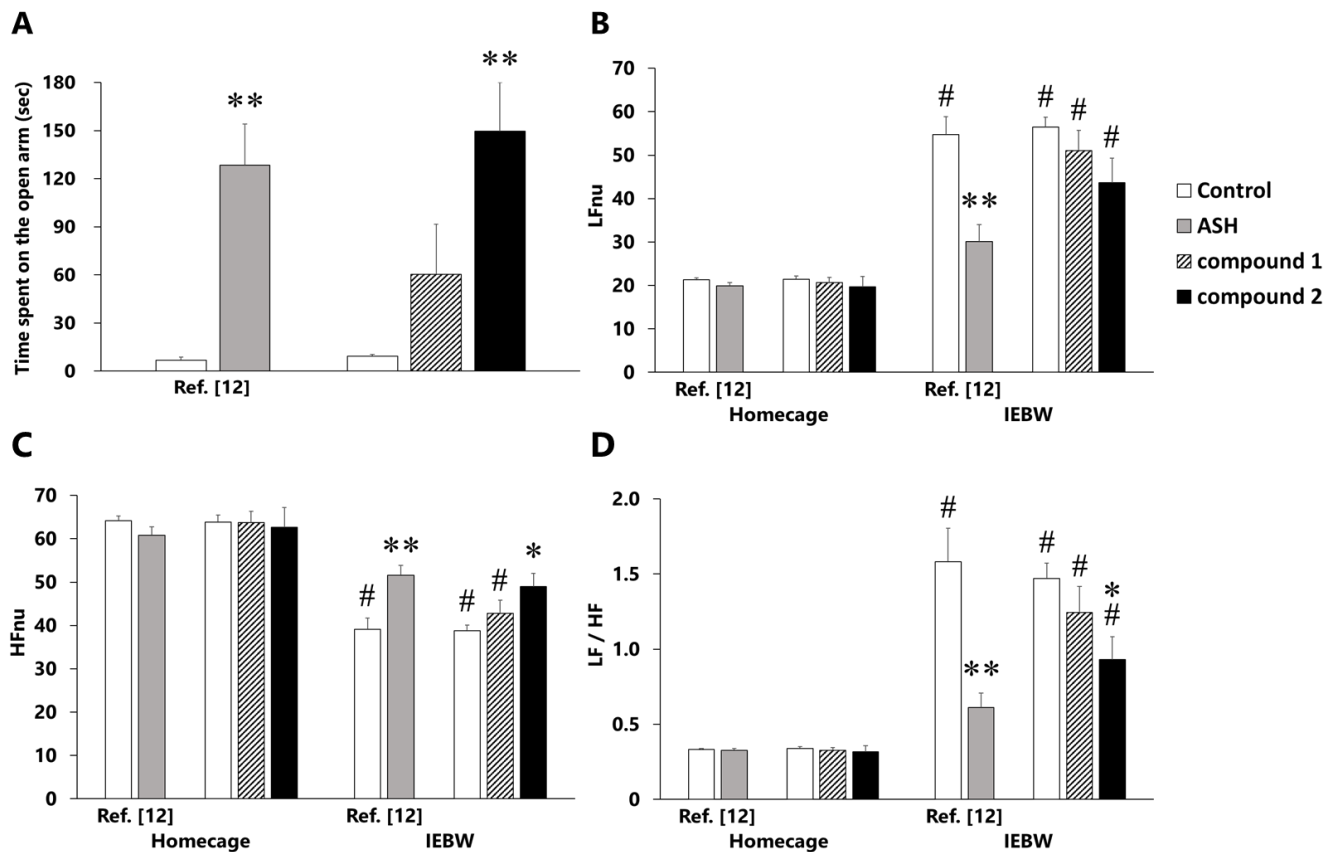 A
Time spent on the open arm (sec)
180
150
120
90
60
30
0
**
**
Ref. [12]
B
LFnu
70
60
50
40
30
20
10
0
#
**
#
#
#
Ref. [12]
Ref. [12]
Homecage
IEBW
Control
ASH
compound 1
compound 2
C
HFnu
70
60
50
40
30
20
10
0
#
**
#
#
*
Ref. [12]
Ref. [12]
Homecage
IEBW
D
LF / HF
2.0
1.5
1.0
0.5
0
#
**
#
#
*
#
Ref. [12]
Ref. [12]
Homecage
IEBW